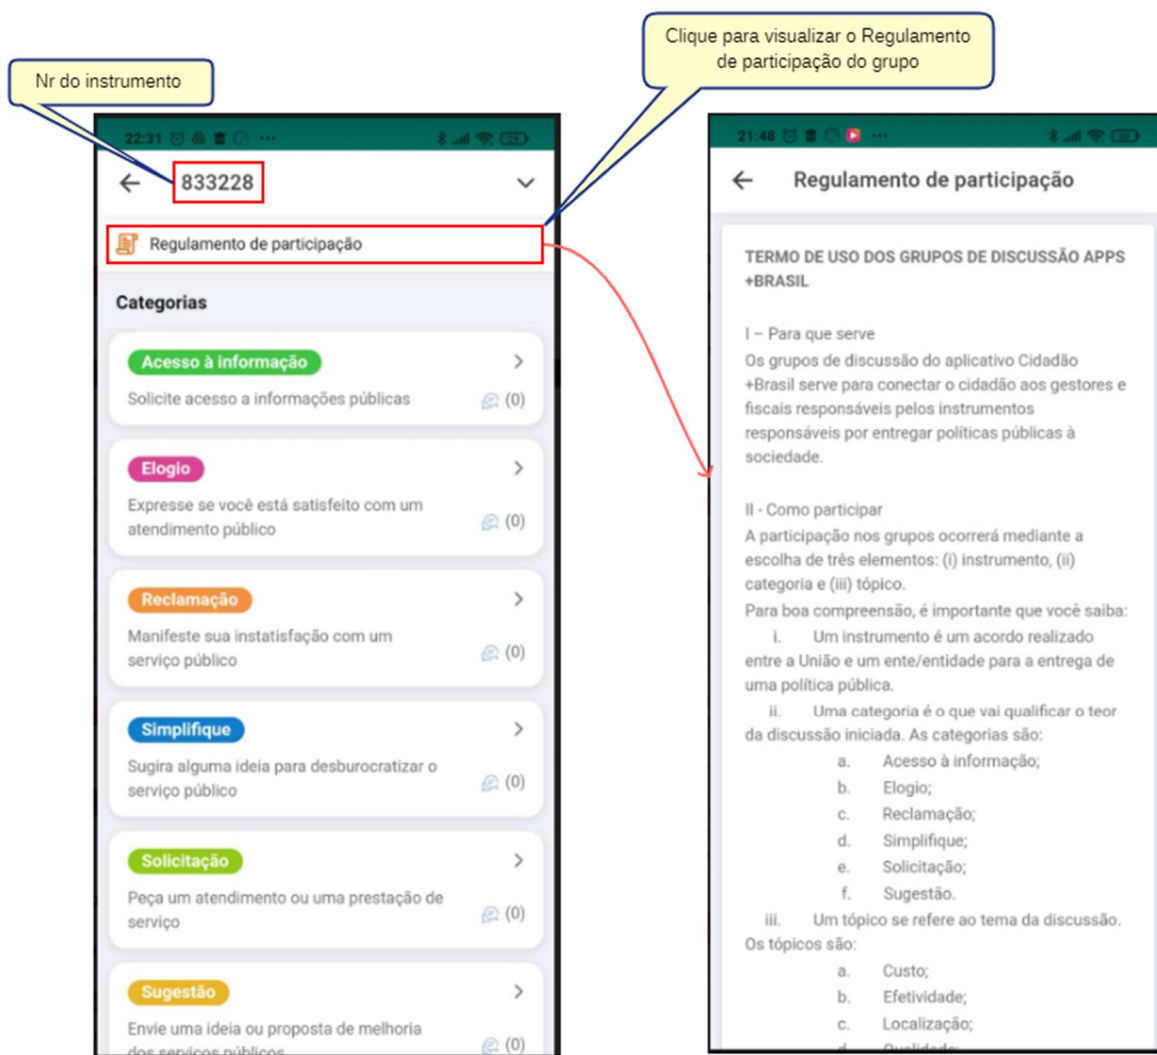 Clique para visualizar o Regulamento
de participação do grupo
Nr do instrumento
22:31
833228
Regulamento de participação
Categorias
Acesso à informação
Solicite acesso a informações públicas
(0)
Elogio
Expresse se você está satisfeito com um
atendimento público
(0)
Reclamação
Manifeste sua instatisfação com um
serviço público
(0)
Simplifique
Sugira alguma ideia para desburocratizar o
serviço público
(0)
Solicitação
Peça um atendimento ou uma prestação de
serviço
(0)
Sugestão
Envie uma ideia ou proposta de melhoria
dos serviços públicos
(0)
21:48
Regulamento de participação
TERMO DE USO DOS GRUPOS DE DISCUSSÃO APPS
+BRASIL
I – Para que serve
Os grupos de discussão do aplicativo Cidadão
+Brasil serve para conectar o cidadão aos gestores e
fiscais responsáveis pelos instrumentos
responsáveis por entregar políticas públicas à
sociedade.
II - Como participar
A participação nos grupos ocorrerá mediante a
escolha de três elementos: (i) instrumento, (ii)
categoria e (iii) tópico.
Para boa compreensão, é importante que você saiba:
i. Um instrumento é um acordo realizado
entre a União e um ente/entidade para a entrega de
uma política pública.
ii. Uma categoria é o que vai qualificar o teor
da discussão iniciada. As categorias são:
a. Acesso à informação;
b. Elogio;
c. Reclamação;
d. Simplifique;
e. Solicitação;
f. Sugestão.
iii. Um tópico se refere ao tema da discussão.
Os tópicos são:
a. Custo;
b. Efetividade;
c. Localização;
d. Qualidade;